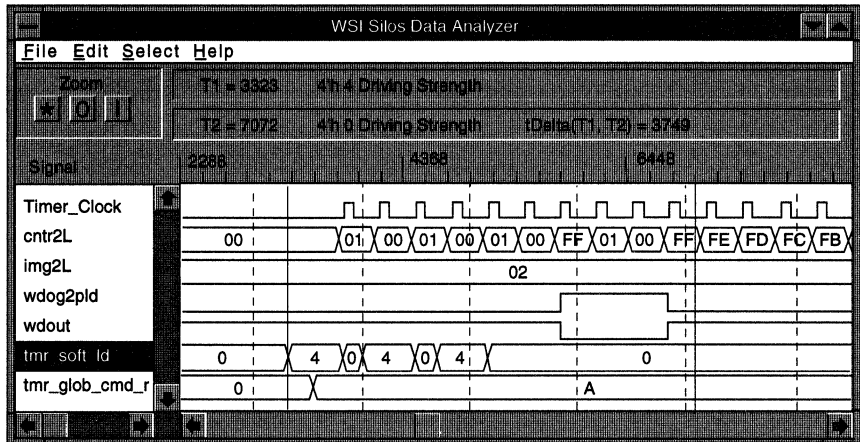 WSI Silos Data Analyzer
File Edit Select Help
Zoom
T1 = 3323 4'h 4 Driving Strength
T2 = 7072 4'h 0 Driving Strength tDelta(T1, T2) = 3749
Signal 2288 4368 6448
Timer_Clock
cntr2L 00 01 00 01 00 01 00 FF 01 00 FF FE FD FC FB
img2L 02
wdog2pld
wdout
tmr soft ld 0 4 0 4 0 4 0
tmr_glob_cmd_r 0 A